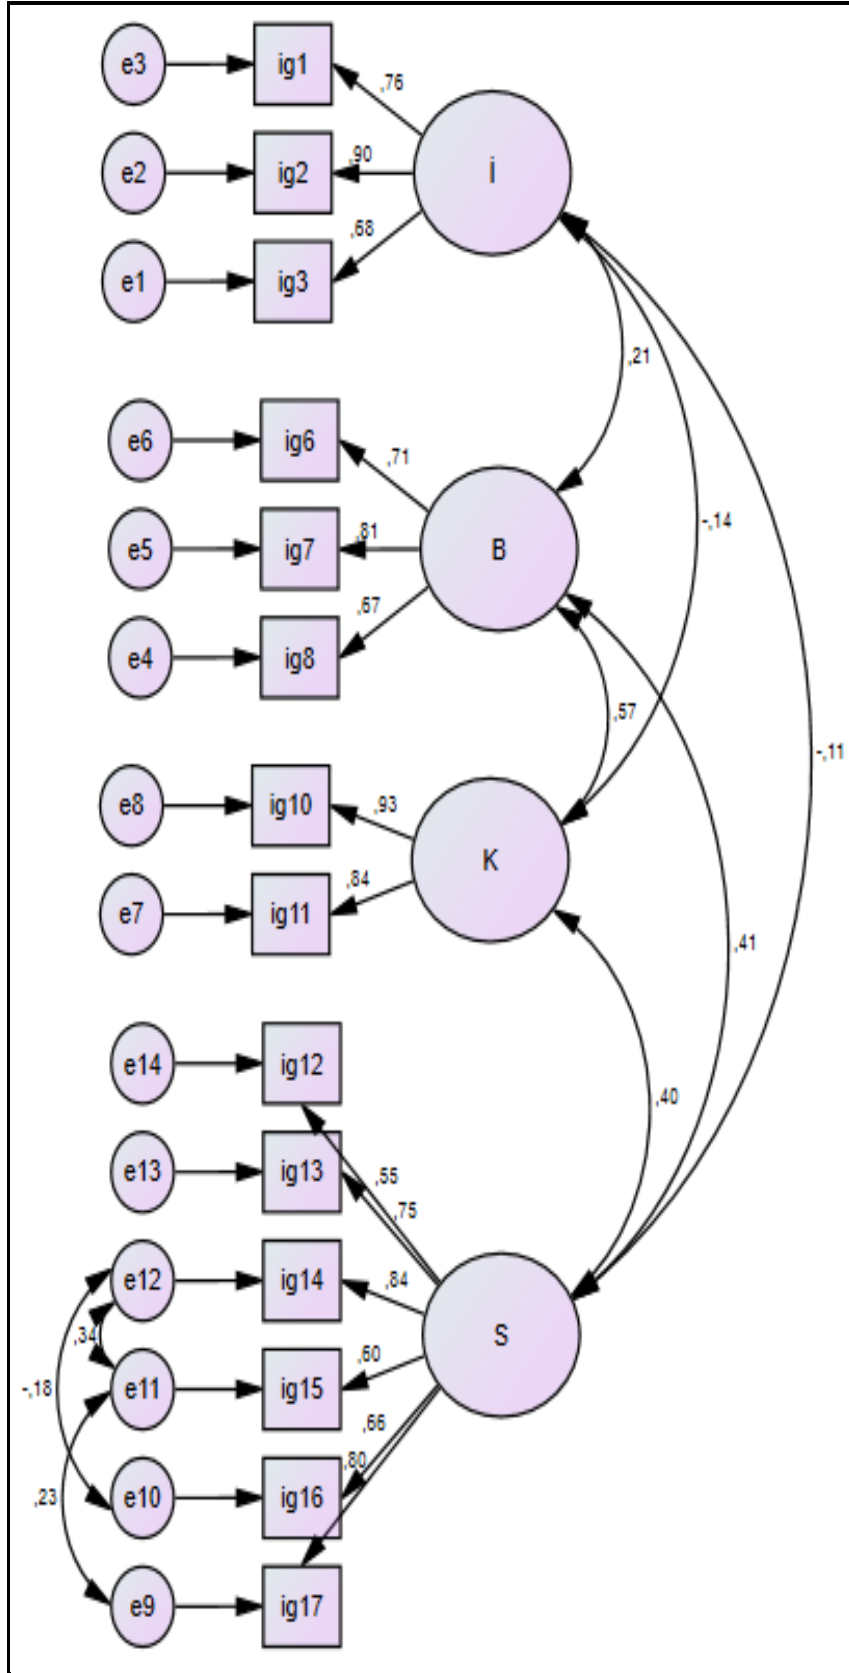 e3 ig1 ,76
e2 ig2 ,90 İ
e1 ig3 ,68
,21
e6 ig6 ,71
-,14
e5 ig7 ,81 B
e4 ig8 ,67
,57
-,11
e8 ig10 ,93
K
e7 ig11 ,84
,41
e14 ig12
,40
e13 ig13 ,55
,75
e12 ig14 ,84
,34 S
,60
-,18 e11 ig15
,66
,80
,23 e10 ig16
e9 ig17